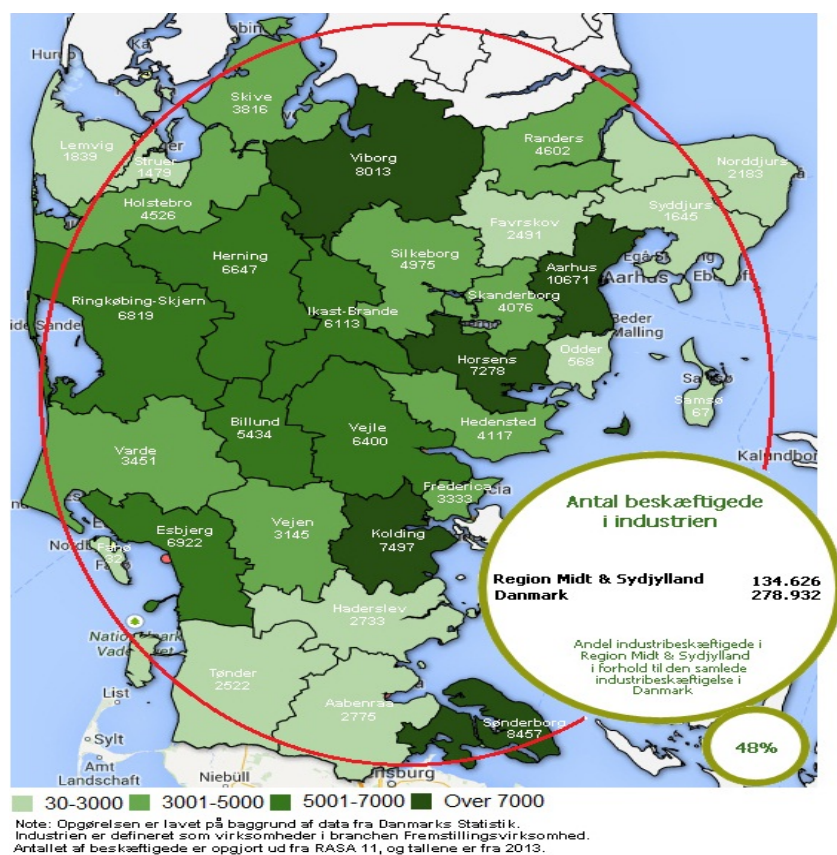 Skive
3816
Lemvig
1839
Struer
1479
Viborg
8013
Randers
4602
Norddjurs
2183
Syddjurs
1645
Holstebro
4526
Favrskov
2491
Herning
6647
Silkeborg
4975
Aarhus
10671
Aarhus
Ringkøbing-Skjern
6819
Ikast-Brande
6113
Skanderborg
4076
Beder
Malling
Horsens
7278
Odder
568
Samsø
67
Billund
5434
Vejle
6400
Hedensted
4117
Varde
3451
Kalundbor
Fredericia
3333
Esbjerg
6922
Vejen
3145
Kolding
7497
Fanø
32
Haderslev
2733
Tønder
2522
Aabenraa
2775
Sønderborg
8457
List
Sylt
Amt
Landschaft
Niebüll
Antal beskæftigede
i industrien
Region Midt & Sydjylland 134.626
Danmark 278.932
Andel industribeskæftigede i
Region Midt & Sydjylland
i forhold til den samlede
industribeskæftigelse i
Danmark
48%
30-3000 3001-5000 5001-7000 Over 7000
Note: Opgørelsen er lavet på baggrund af data fra Danmarks Statistik.
Industrien er defineret som virksomheder i branchen Fremstillingsvirksomhed.
Antallet af beskæftigede er opgjort ud fra RASA 11, og tallene er fra 2013.